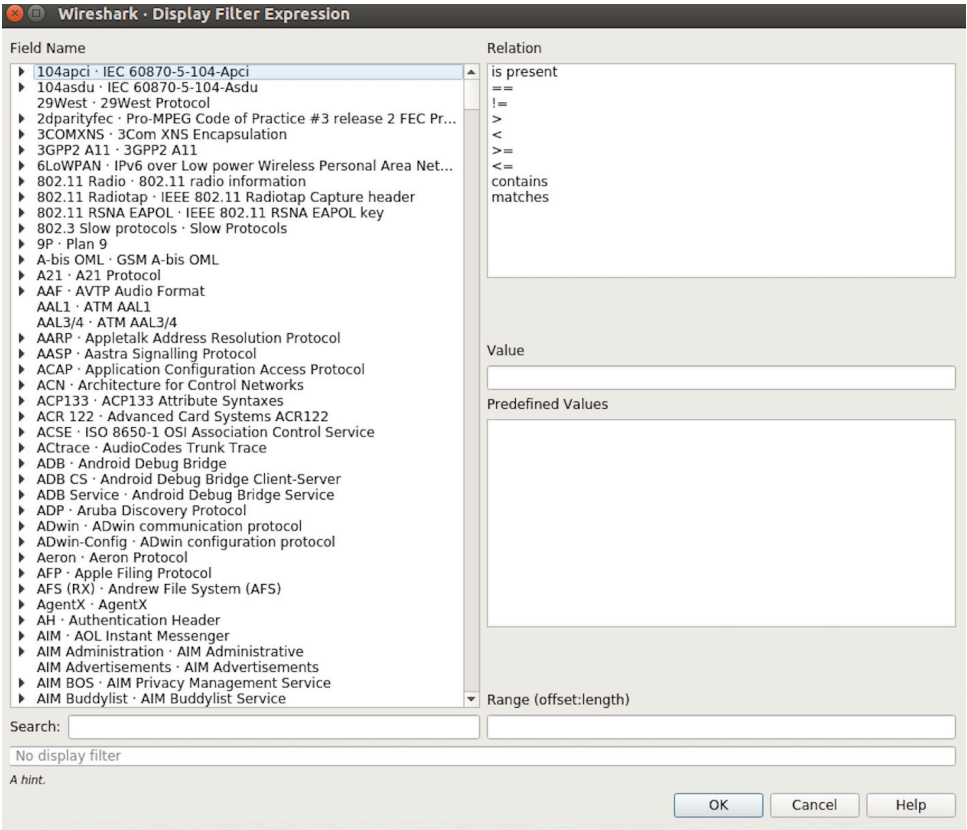 Wireshark · Display Filter Expression
Field Name
104apci · IEC 60870-5-104-Apci
104asdu · IEC 60870-5-104-Asdu
29West · 29West Protocol
2dparityfec · Pro-MPEG Code of Practice #3 release 2 FEC Pr...
3COMXNS · 3Com XNS Encapsulation
3GPP2 A11 · 3GPP2 A11
6LoWPAN · IPv6 over Low power Wireless Personal Area Net...
802.11 Radio · 802.11 radio information
802.11 Radiotap · IEEE 802.11 Radiotap Capture header
802.11 RSNA EAPOL · IEEE 802.11 RSNA EAPOL key
802.3 Slow protocols · Slow Protocols
9P · Plan 9
A-bis OML · GSM A-bis OML
A21 · A21 Protocol
AAF · AVTP Audio Format
AAL1 · ATM AAL1
AAL3/4 · ATM AAL3/4
AARP · Appletalk Address Resolution Protocol
AASP · Aastra Signalling Protocol
ACAP · Application Configuration Access Protocol
ACN · Architecture for Control Networks
ACP133 · ACP133 Attribute Syntaxes
ACR 122 · Advanced Card Systems ACR122
ACSE · ISO 8650-1 OSI Association Control Service
ACtrace · AudioCodes Trunk Trace
ADB · Android Debug Bridge
ADB CS · Android Debug Bridge Client-Server
ADB Service · Android Debug Bridge Service
ADP · Aruba Discovery Protocol
ADwin · ADwin communication protocol
ADwin-Config · ADwin configuration protocol
Aeron · Aeron Protocol
AFP · Apple Filing Protocol
AFS (RX) · Andrew File System (AFS)
AgentX · AgentX
AH · Authentication Header
AIM · AOL Instant Messenger
AIM Administration · AIM Administrative
AIM Advertisements · AIM Advertisements
AIM BOS · AIM Privacy Management Service
AIM Buddylist · AIM Buddylist Service
Search:
No display filter
A hint.
Relation
is present
==
!=
>
<
>=
<=
contains
matches
Value
Predefined Values
Range (offset:length)
OK
Cancel
Help